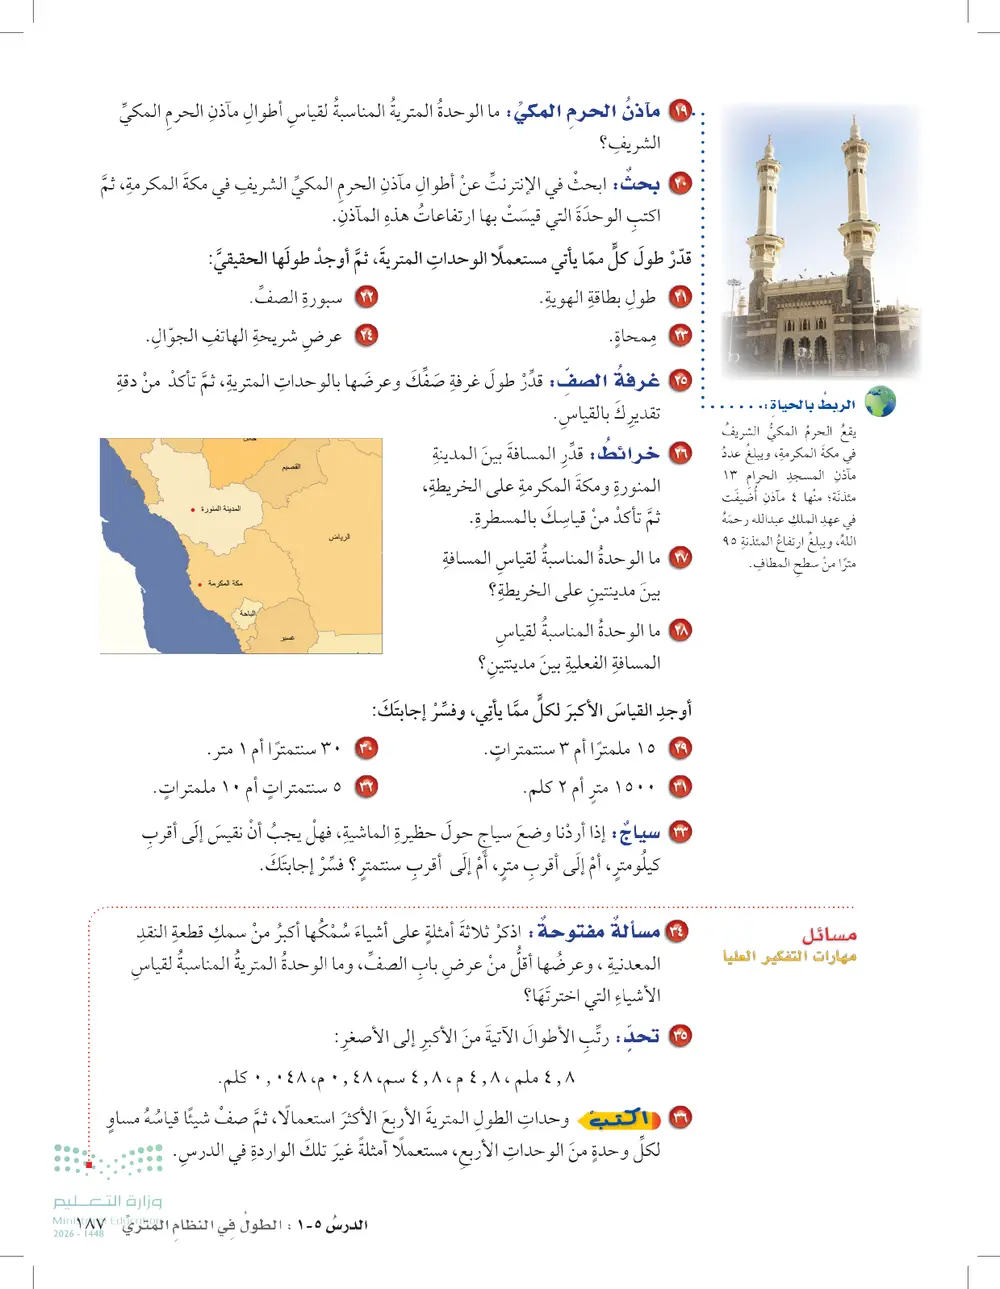 ١٩ مآذنُ الحرمِ المكيِّ: ما الوحدةُ المتريةُ المناسبةُ لقياسِ أطوالِ مآذنِ الحرمِ المكيِّ
الشريفِ؟
٢٠ بحثٌ: ابحثْ في الإنترنتِّ عنْ أطوالِ مآذنِ الحرمِ المكيِّ الشريفِ في مكةَ المكرمةِ، ثمَّ
اكتبِ الوحدَةَ التي قيسَتْ بها ارتفاعاتُ هذهِ المآذنِ.
قدّرْ طولَ كلٍّ ممّا يأتي مستعملًا الوحداتِ المتريةَ، ثمَّ أوجدْ طولَها الحقيقيَّ:
٢١ طولِ بطاقةِ الهويةِ.
٢٢ سبورةِ الصفِّ.
٢٣ مِمحاةٍ.
٢٤ عرضِ شريحةِ الهاتفِ الجوّالِ.
٢٥ غرفةُ الصفِّ: قدِّرْ طولَ غرفةِ صَفِّكَ وعرضَها بالوحداتِ المتريةِ، ثمَّ تأكدْ منْ دقةِ
تقديرِكَ بالقياسِ.
٢٦ خرائطُ: قدِّرِ المسافةَ بينَ المدينةِ
المنورةِ ومكةَ المكرمةِ على الخريطةِ،
ثمَّ تأكدْ منْ قياسِكَ بالمسطرةِ.
٢٧ ما الوحدةُ المناسبةُ لقياسِ المسافةِ
بينَ مدينتينِ على الخريطةِ؟
٢٨ ما الوحدةُ المناسبةُ لقياسِ
المسافةِ الفعليةِ بينَ مدينتينِ؟
حائل
القصيم
المدينة المنورة
الرياض
مكة المكرمة
الباحة
عسير
الربطُ بالحياةِ:
يقعُ الحرمُ المكيُّ الشريفُ
في مكةَ المكرمةِ، ويبلغُ عددُ
مآذنِ المسجدِ الحرامِ ١٣
مئذنَة؛ منْها ٤ مآذنِ أُضيفَت
في عهدِ الملكِ عبدالله رحمَهُ
اللهُ، ويبلغُ ارتفاعُ المئذنةِ ٩٥
مترًا منْ سطحِ المطافِ.
أوجدِ القياسَ الأكبرَ لكلٍّ ممَّا يأتِي، وفسِّرْ إجابتَكَ:
٢٩ ١٥ ملمترًا أم ٣ سنتمتراتٍ.
٣٠ ٣٠ سنتمترًا أم ١ متر.
٣١ ١٥٠٠ مترٍ أم ٢ كلم.
٣٢ ٥ سنتمتراتٍ أم ١٠ ملمتراتٍ.
٣٣ سياجٌ: إذا أردْنا وضعَ سياجٍ حولَ حظيرةِ الماشيةِ، فهلْ يجبُ أنْ نقيسَ إلَى أقربِ
كيلُومترٍ، أمْ إلَى أقربِ مترٍ، أمْ إلَى أقربِ سنتمترٍ؟ فسِّرْ إجابتَكَ.
مسائل
مهارات التفكير العليا
٣٤ مسألةٌ مفتوحةٌ: اذكرْ ثلاثةَ أمثلةٍ على أشياءَ سُمْكُها أكبرُ منْ سمكِ قطعةِ النقدِ
المعدنيةِ ، وعرضُها أقلُّ منْ عرضِ بابِ الصفِّ، وما الوحدةُ المتريةُ المناسبةُ لقياسِ
الأشياءِ التي اخترتَهَا؟
٣٥ تحدِّ: رتِّبِ الأطوالَ الآتيةَ منَ الأكبرِ إلى الأصغرِ:
٤,٨ ملم ، ٤,٨ م ، ٤,٨ سم، ٠,٤٨ م، ٠,٠٤٨ كلم.
٣٦ اكتبْ وحداتِ الطولِ المتريةَ الأربعَ الأكثرَ استعمالًا، ثمَّ صفْ شيئًا قياسُهُ مساوٍ
لكلِّ وحدةٍ منَ الوحداتِ الأربعِ، مستعملًا أمثلةً غيرَ تلكَ الواردةِ في الدرسِ.
وزارة التعـليم
Ministry of Education
2026 - 1448
الدرسُ ٥-١ : الطولُ فِي النظامِ المتريِّ ١٨٧